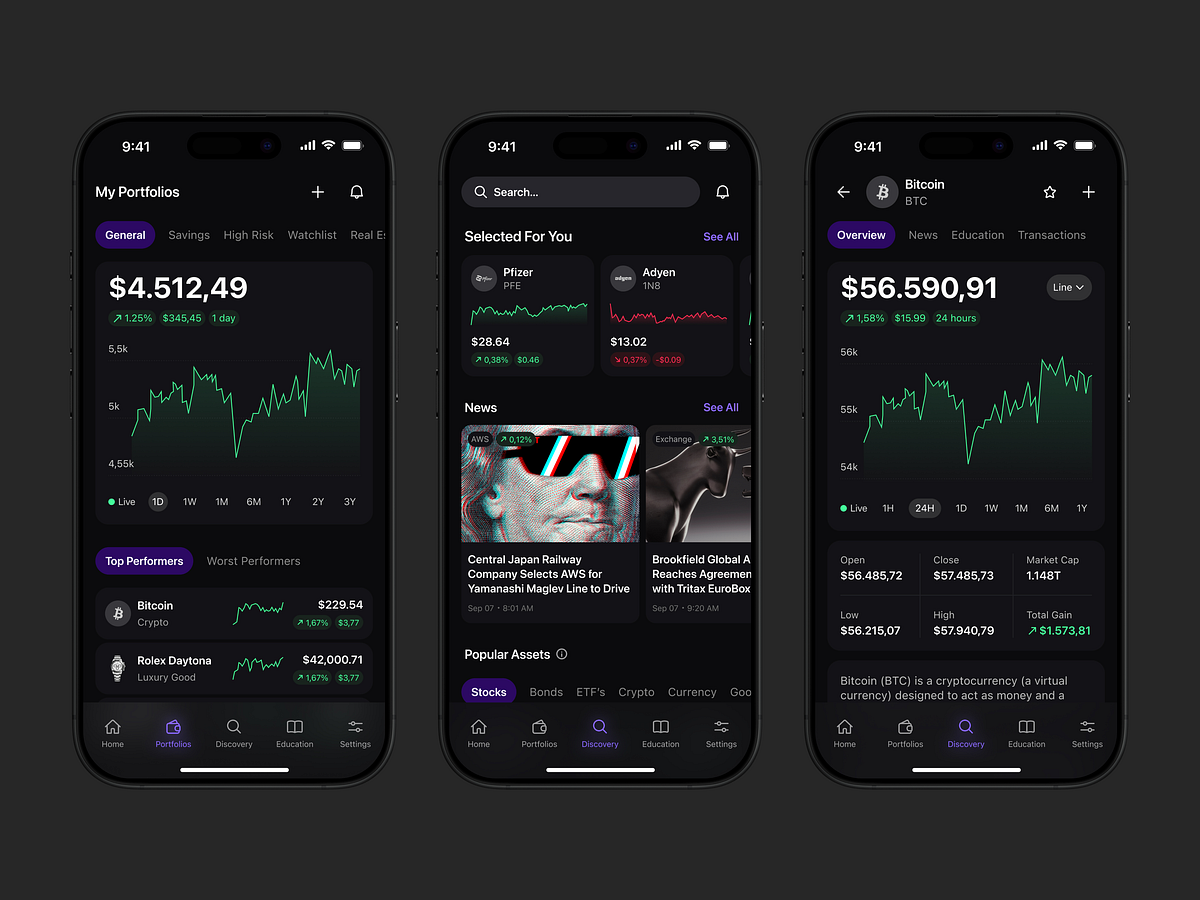 9:41
My Portfolios
General Savings High Risk Watchlist Real Es
$4.512,49
1.25% $345,45 1 day
5,5k
5k
4,55k
Live 1D 1W 1M 6M 1Y 2Y 3Y
Top Performers Worst Performers
Bitcoin $229.54
Crypto 1,67% $3,77
Rolex Daytona $42,000.71
Luxury Good 1,67% $3,77
Home Portfolios Discovery Education Settings
9:41
Search...
Selected For You See All
Pfizer
PFE
$28.64
0,38% $0.46
Adyen
adyen 1N8
$13.02
0,37% -$0.09
News See All
AWS 0,12%
Central Japan Railway
Company Selects AWS for
Yamanashi Maglev Line to Drive
Sep 07 • 8:01 AM
Exchange 3,51%
Brookfield Global A
Reaches Agreemen
with Tritax EuroBox
Sep 07 • 9:20 AM
Popular Assets
Stocks Bonds ETF's Crypto Currency Goo
Home Portfolios Discovery Education Settings
9:41
Bitcoin
BTC
Overview News Education Transactions
$56.590,91 Line
1,58% $15.99 24 hours
56k
55k
54k
Live 1H 24H 1D 1W 1M 6M 1Y
Open Close Market Cap
$56.485,72 $57.485,73 1.148T
Low High Total Gain
$56.215,07 $57.940,79 $1.573,81
Bitcoin (BTC) is a cryptocurrency (a virtual
currency) designed to act as money and a
Home Portfolios Discovery Education Settings